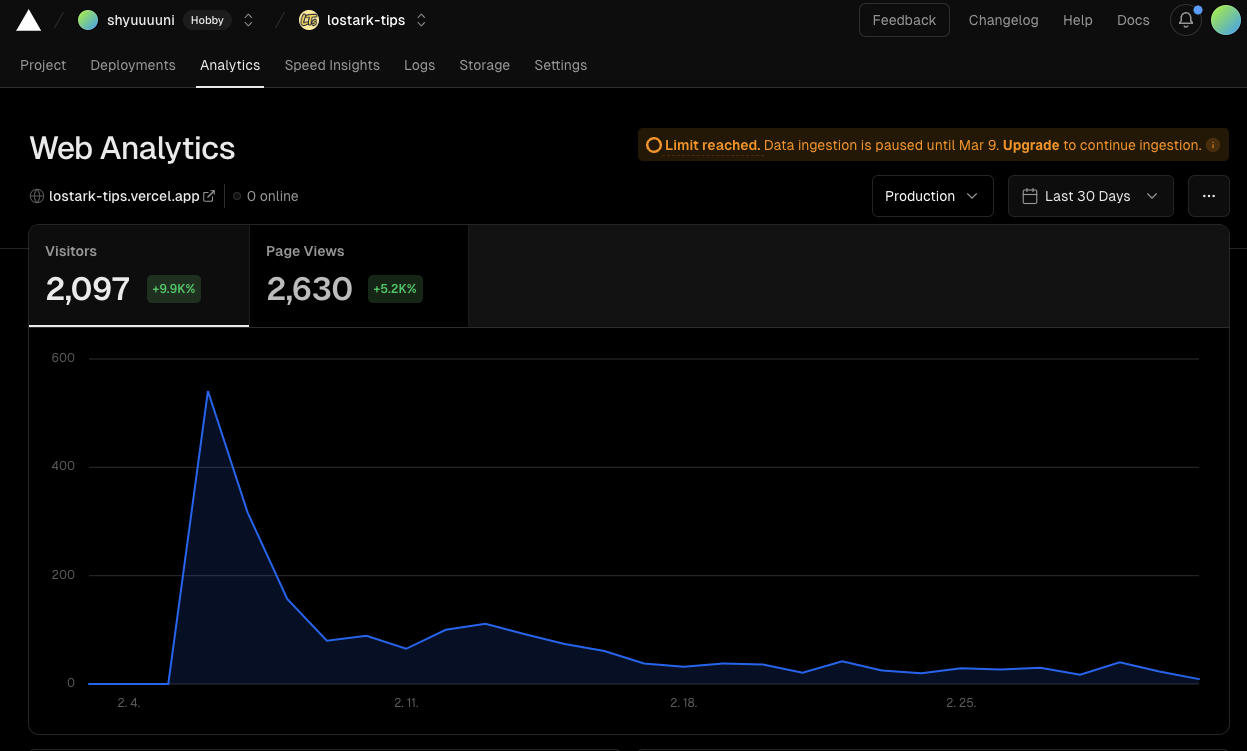 shyuuuuni Hobby lostark-tips Feedback Changelog Help Docs
Project Deployments Analytics Speed Insights Logs Storage Settings
Web Analytics
Limit reached. Data ingestion is paused until Mar 9. Upgrade to continue ingestion.
lostark-tips.vercel.app 0 online
Production Last 30 Days
Visitors Page Views
2,097 +9.9K% 2,630 +5.2K%
600
400
200
0
2. 4. 2. 11. 2. 18. 2. 25.